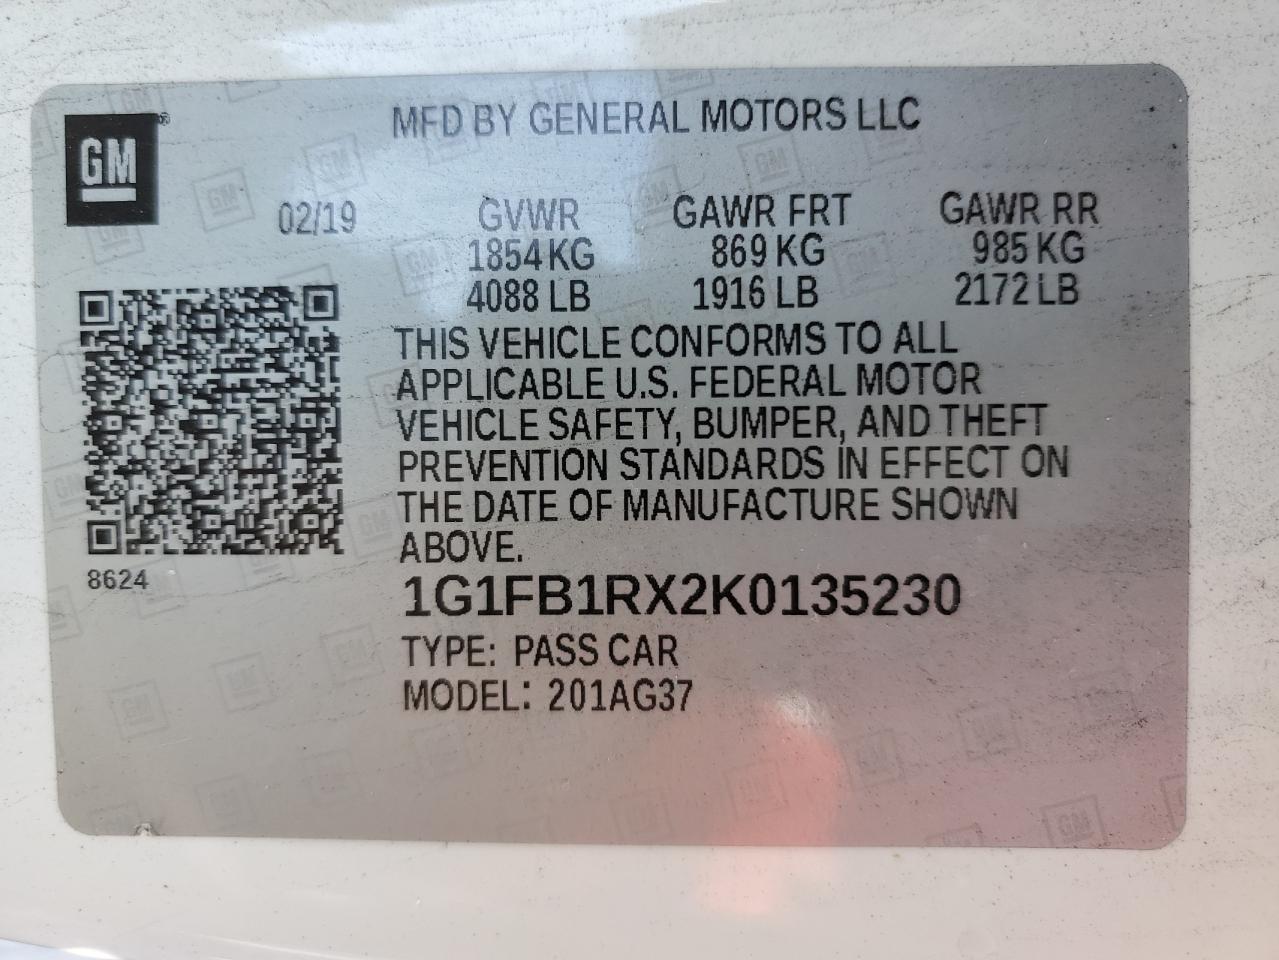 MFD BY GENERAL MOTORS LLC
GM®
02/19 GVWR GAWR FRT GAWR RR
1854 KG 869 KG 985 KG
4088 LB 1916 LB 2172 LB
THIS VEHICLE CONFORMS TO ALL
APPLICABLE U.S. FEDERAL MOTOR
VEHICLE SAFETY, BUMPER, AND THEFT
PREVENTION STANDARDS IN EFFECT ON
THE DATE OF MANUFACTURE SHOWN
ABOVE.
8624
1G1FB1RX2K0135230
TYPE: PASS CAR
MODEL: 201AG37